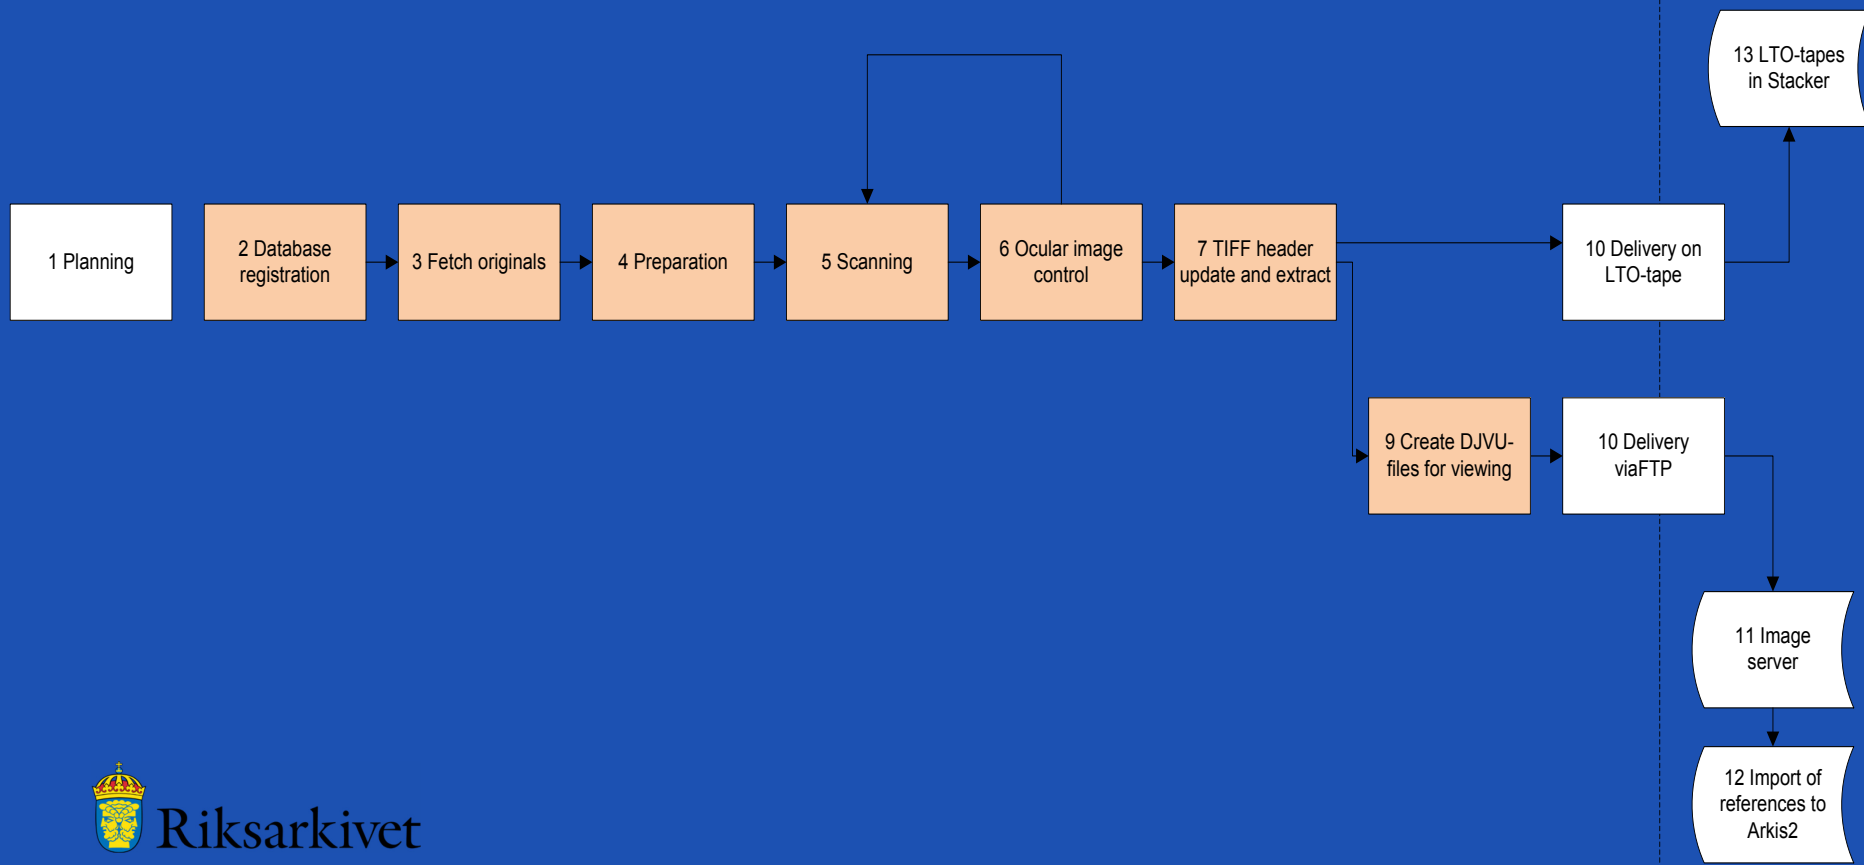 13 LTO-tapes
in Stacker
1 Planning
2 Database
registration
3 Fetch originals
4 Preparation
5 Scanning
6 Ocular image
control
7 TIFF header
update and extract
10 Delivery on
LTO-tape
9 Create DJVU-
files for viewing
10 Delivery
viaFTP
11 Image
server
12 Import of
references to
Arkis2
Riksarkivet